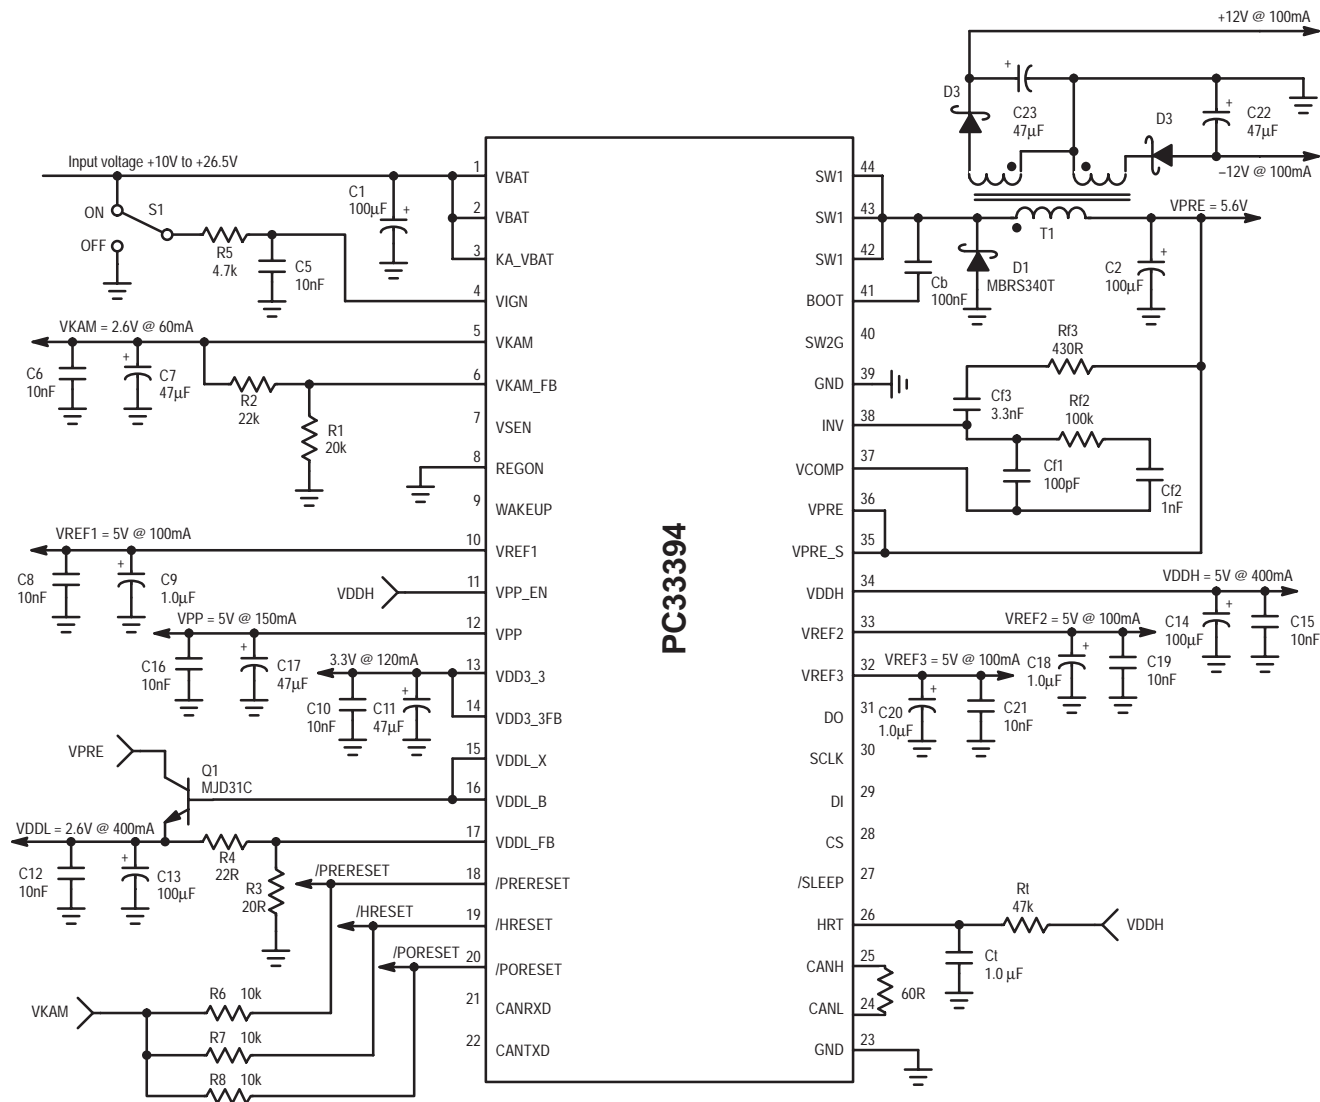 +12V @ 100mA
+
D3
C23
47µF
+
C22
47µF
D3
–12V @ 100mA
Input voltage +10V to +26.5V
1
VBAT
44
SW1
ON
S1
OFF
C1
100µF
+
2
VBAT
43
SW1
VPRE = 5.6V
T1
R5
4.7k
C5
10nF
3
KA_VBAT
42
SW1
Cb
100nF
D1
MBRS340T
C2
100µF
+
4
VIGN
41
BOOT
VKAM = 2.6V @ 60mA
5
VKAM
40
SW2G
Rf3
430R
C6
10nF
+
C7
47µF
R2
22k
6
VKAM_FB
39
GND
Cf3
3.3nF
Rf2
100k
R1
20k
7
VSEN
38
INV
8
REGON
37
VCOMP
Cf1
100pF
Cf2
1nF
9
WAKEUP
36
VPRE
VREF1 = 5V @ 100mA
10
VREF1
35
VPRE_S
C8
10nF
+
C9
1.0µF
PC33394
VDDH
11
VPP_EN
34
VDDH
VDDH = 5V @ 400mA
VPP = 5V @ 150mA
12
VPP
33
VREF2
VREF2 = 5V @ 100mA
C14
100µF
+
C15
10nF
C16
10nF
+
C17
47µF
3.3V @ 120mA
13
VDD3_3
32
VREF3
VREF3 = 5V @ 100mA
C18
1.0µF
+
C19
10nF
C10
10nF
+
C11
47µF
14
VDD3_3FB
31
DO
C20
1.0µF
+
C21
10nF
VPRE
15
VDDL_X
30
SCLK
Q1
MJD31C
16
VDDL_B
29
DI
VDDL = 2.6V @ 400mA
17
VDDL_FB
28
CS
C12
10nF
+
C13
100µF
R4
22R
R3
20R
/PRERESET
18
/PRERESET
27
/SLEEP
/HRESET
19
/HRESET
26
HRT
Rt
47k
VDDH
/PORESET
20
/PORESET
25
CANH
Ct
1.0 µF
60R
VKAM
R6 10k
21
CANRXD
24
CANL
R7 10k
22
CANTXD
23
GND
R8 10k